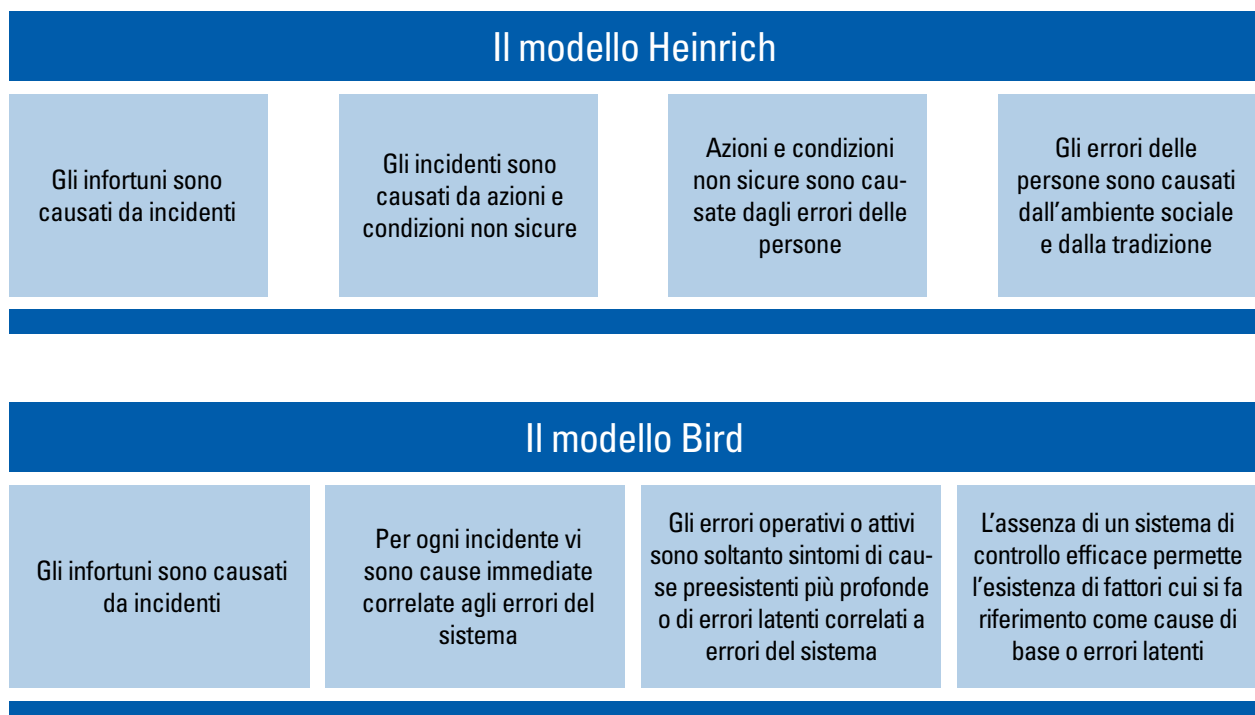 Il modello Heinrich
Gli infortuni sono
causati da incidenti
Gli incidenti sono
causati da azioni e
condizioni non sicure
Azioni e condizioni
non sicure sono cau-
sate dagli errori delle
persone
Gli errori delle
persone sono causati
dall'ambiente sociale
e dalla tradizione
Il modello Bird
Gli infortuni sono causati
da incidenti
Per ogni incidente vi
sono cause immediate
correlate agli errori del
sistema
Gli errori operativi o attivi
sono soltanto sintomi di cau-
se preesistenti più profonde
o di errori latenti correlati a
errori del sistema
L'assenza di un sistema di
controllo efficace permette
l'esistenza di fattori cui si fa
riferimento come cause di
base o errori latenti